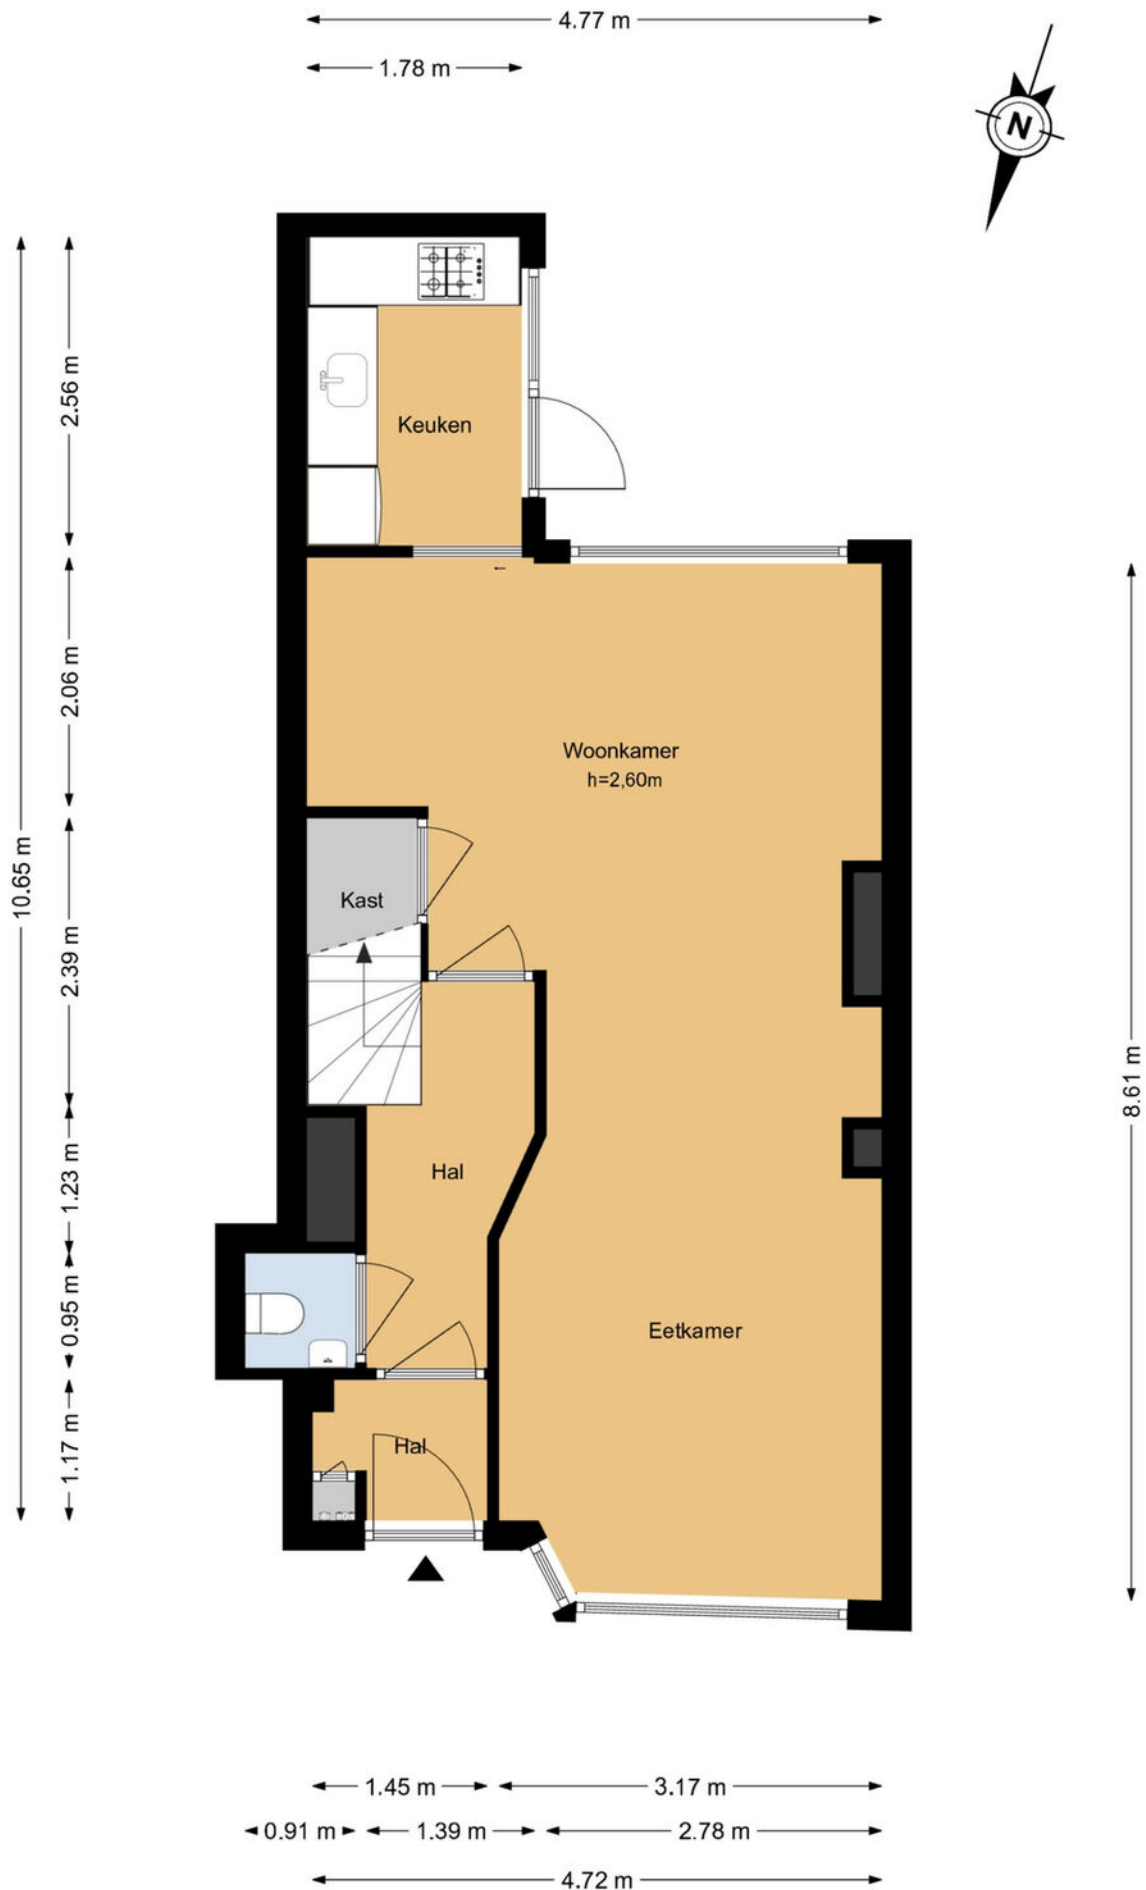 4.77 m
1.78 m
N
2.56 m
Keuken
2.06 m
Woonkamer
h=2,60m
10.65 m
Kast
2.39 m
8.61 m
1.23 m
Hal
0.95 m
Eetkamer
1.17 m
Hal
1.45 m
3.17 m
0.91 m
1.39 m
2.78 m
4.72 m